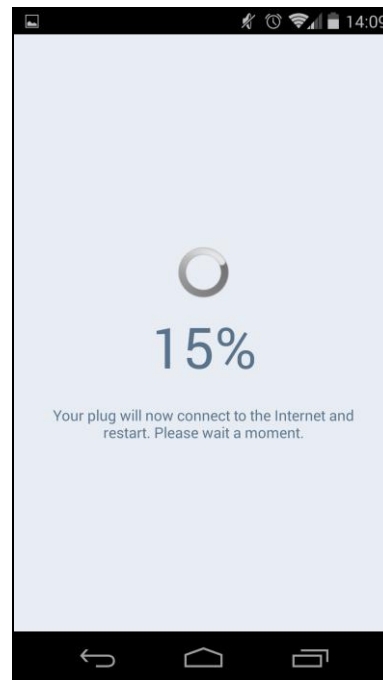 14:09
15%
Your plug will now connect to the Internet and
restart. Please wait a moment.